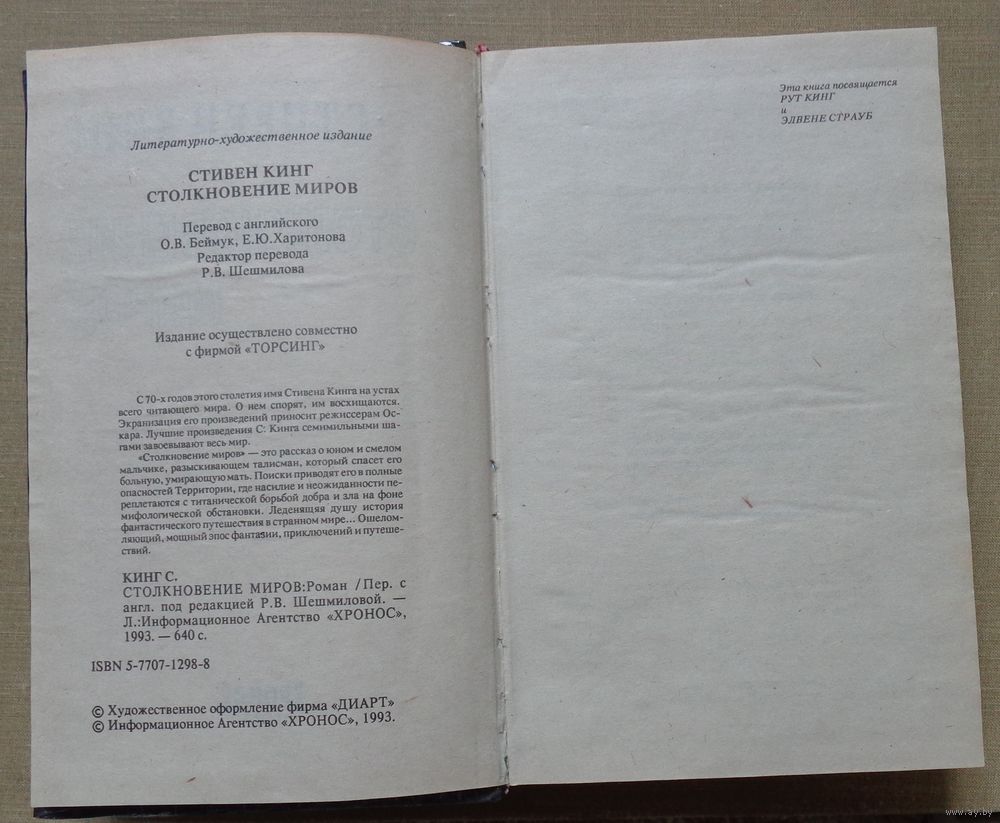 Литературно-художественное издание
СТИВЕН КИНГ
СТОЛКНОВЕНИЕ МИРОВ
Перевод с английского
О.В. Беймук, Е.Ю.Харитонова
Редактор перевода
Р.В. Шешмилова
Издание осуществлено совместно
с фирмой «ТОРСИНГ»
С 70-х годов этого столетия имя Стивена Кинга на устах
всего читающего мира. О нем спорят, им восхищаются.
Экранизация его произведений приносит режиссерам Ос-
кара. Лучшие произведения С: Кинга семимильными ша-
гами завоевывают весь мир.
«Столкновение миров» — это рассказ о юном и смелом
мальчике, разыскивающем талисман, который спасет его
больную, умирающую мать. Поиски приводят его в полные
опасностей Территории, где насилие и неожиданности пе-
реплетаются с титанической борьбой добра и зла на фоне
мифологической обстановки. Леденящяя душу история
фантастического путешествия в странном мире... Ошелом-
ляющий, мощный эпос фантазии, приключений и путеше-
ствий.
КИНГ С.
СТОЛКНОВЕНИЕ МИРОВ:Роман /Пер. с
англ. под редакцией Р.В. Шешмиловой. —
Л.:Информационное Агентство «ХРОНОС»,
1993. — 640 с.
ISBN 5-7707-1298-8
© Художественное оформление фирма «ДИАРТ»
© Информационное Агентство «ХРОНОС», 1993.
Эта книга посвящается
РУТ КИНГ
и
ЭЛВЕНЕ СТРАУБ
www.ay.by